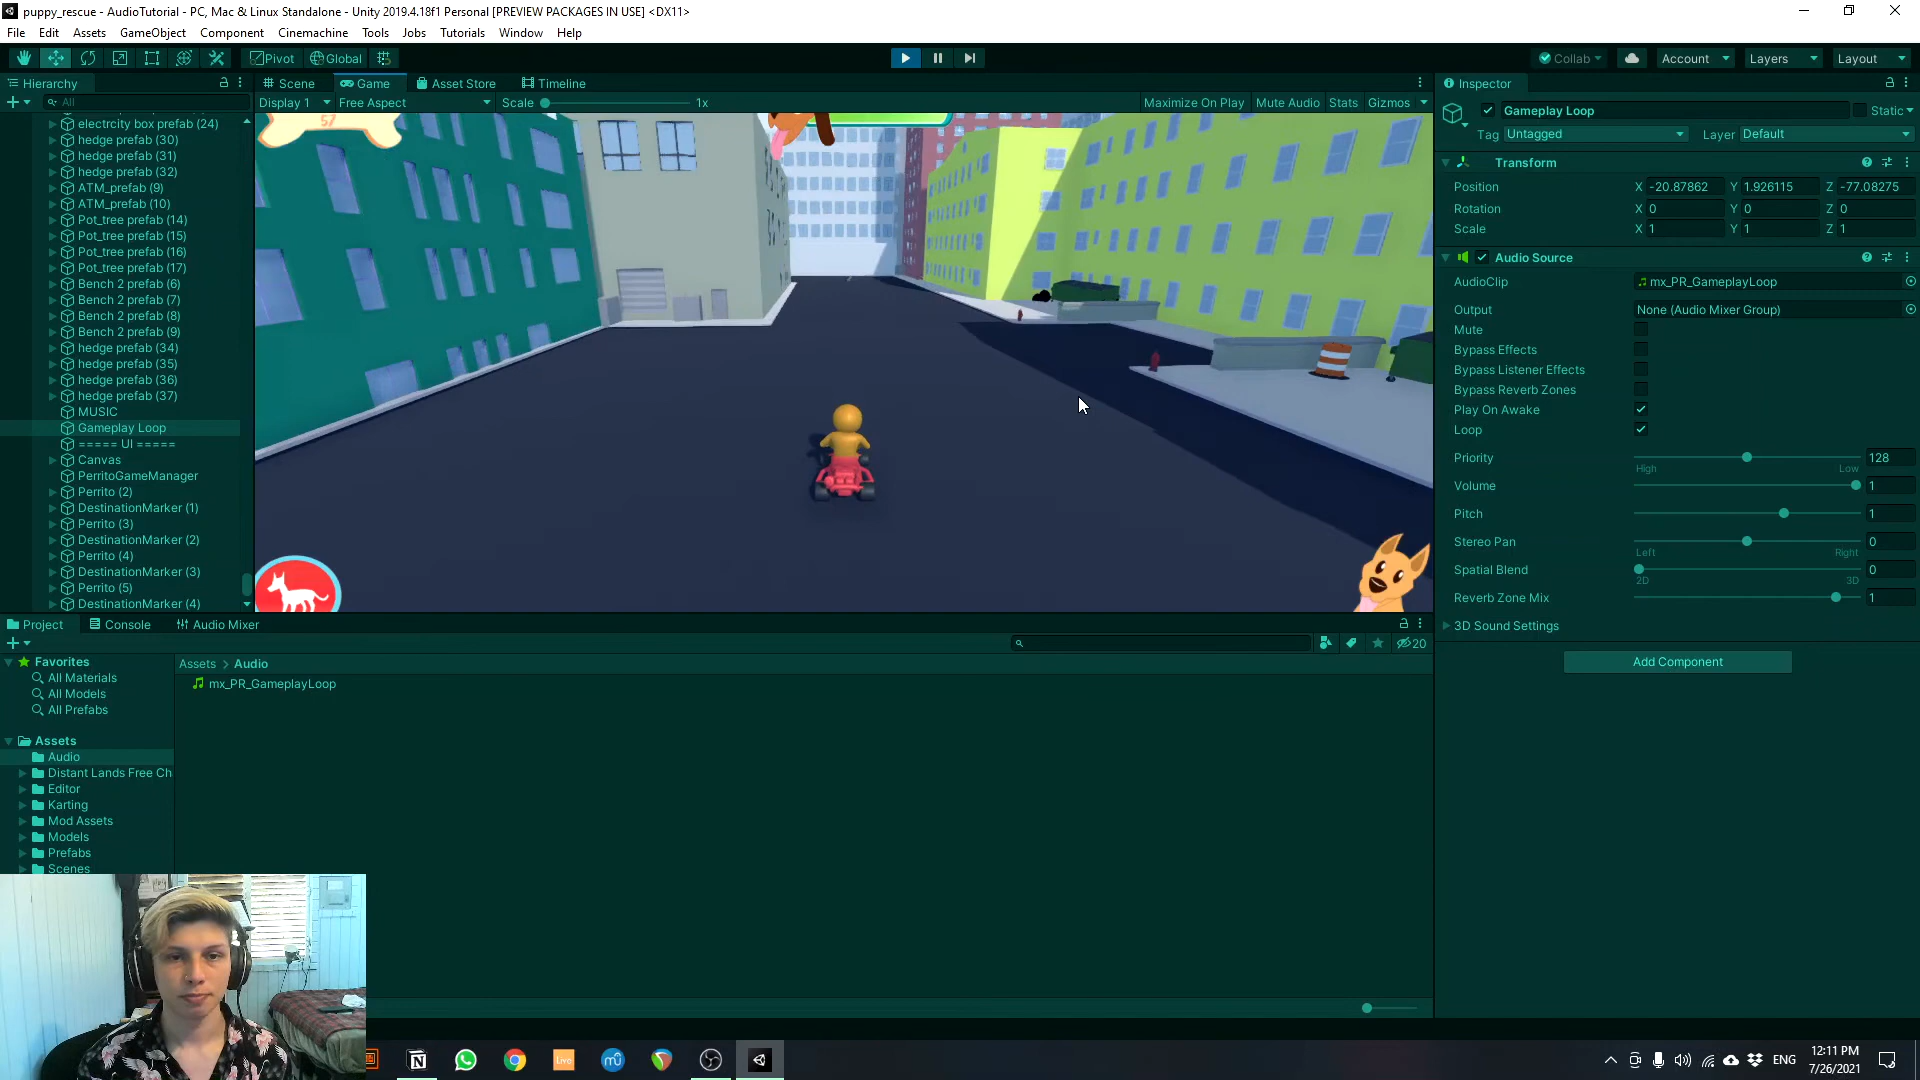 puppy_rescue - AudioTutorial - PC, Mac & Linux Standalone - Unity 2019.4.18f1 Personal [PREVIEW PACKAGES IN USE] <DX11>
File Edit Assets GameObject Component Cinemachine Tools Jobs Tutorials Window Help
Pivot Global Collab Account Layers Layout
Hierarchy
All
electrcity box prefab (24)
hedge prefab (30)
hedge prefab (31)
hedge prefab (32)
ATM_prefab (9)
ATM_prefab (10)
Pot_tree prefab (14)
Pot_tree prefab (15)
Pot_tree prefab (16)
Pot_tree prefab (17)
Bench 2 prefab (6)
Bench 2 prefab (7)
Bench 2 prefab (8)
Bench 2 prefab (9)
hedge prefab (34)
hedge prefab (35)
hedge prefab (36)
hedge prefab (37)
MUSIC
Gameplay Loop
===== UI =====
Canvas
PerritoGameManager
Perrito (2)
DestinationMarker (1)
Perrito (3)
DestinationMarker (2)
Perrito (4)
DestinationMarker (3)
Perrito (5)
DestinationMarker (4)
Scene Game Asset Store Timeline
Display 1 Free Aspect Scale 1x Maximize On Play Mute Audio Stats Gizmos
57
Inspector
Gameplay Loop Static
Tag Untagged Layer Default
Transform
Position X -20.87862 Y 1.926115 Z -77.08275
Rotation X 0 Y 0 Z 0
Scale X 1 Y 1 Z 1
Audio Source
AudioClip mx_PR_GameplayLoop
Output None (Audio Mixer Group)
Mute
Bypass Effects
Bypass Listener Effects
Bypass Reverb Zones
Play On Awake
Loop
Priority 128
High Low
Volume 1
Pitch 1
Stereo Pan 0
Left Right
Spatial Blend 0
2D 3D
Reverb Zone Mix 1
3D Sound Settings
Add Component
Project Console Audio Mixer
20
Favorites
All Materials
All Models
All Prefabs
Assets
Audio
Distant Lands Free Ch
Editor
Karting
Mod Assets
Models
Prefabs
Scenes
Assets > Audio
mx_PR_GameplayLoop
live
mü
ENG
12:11 PM
7/26/2021